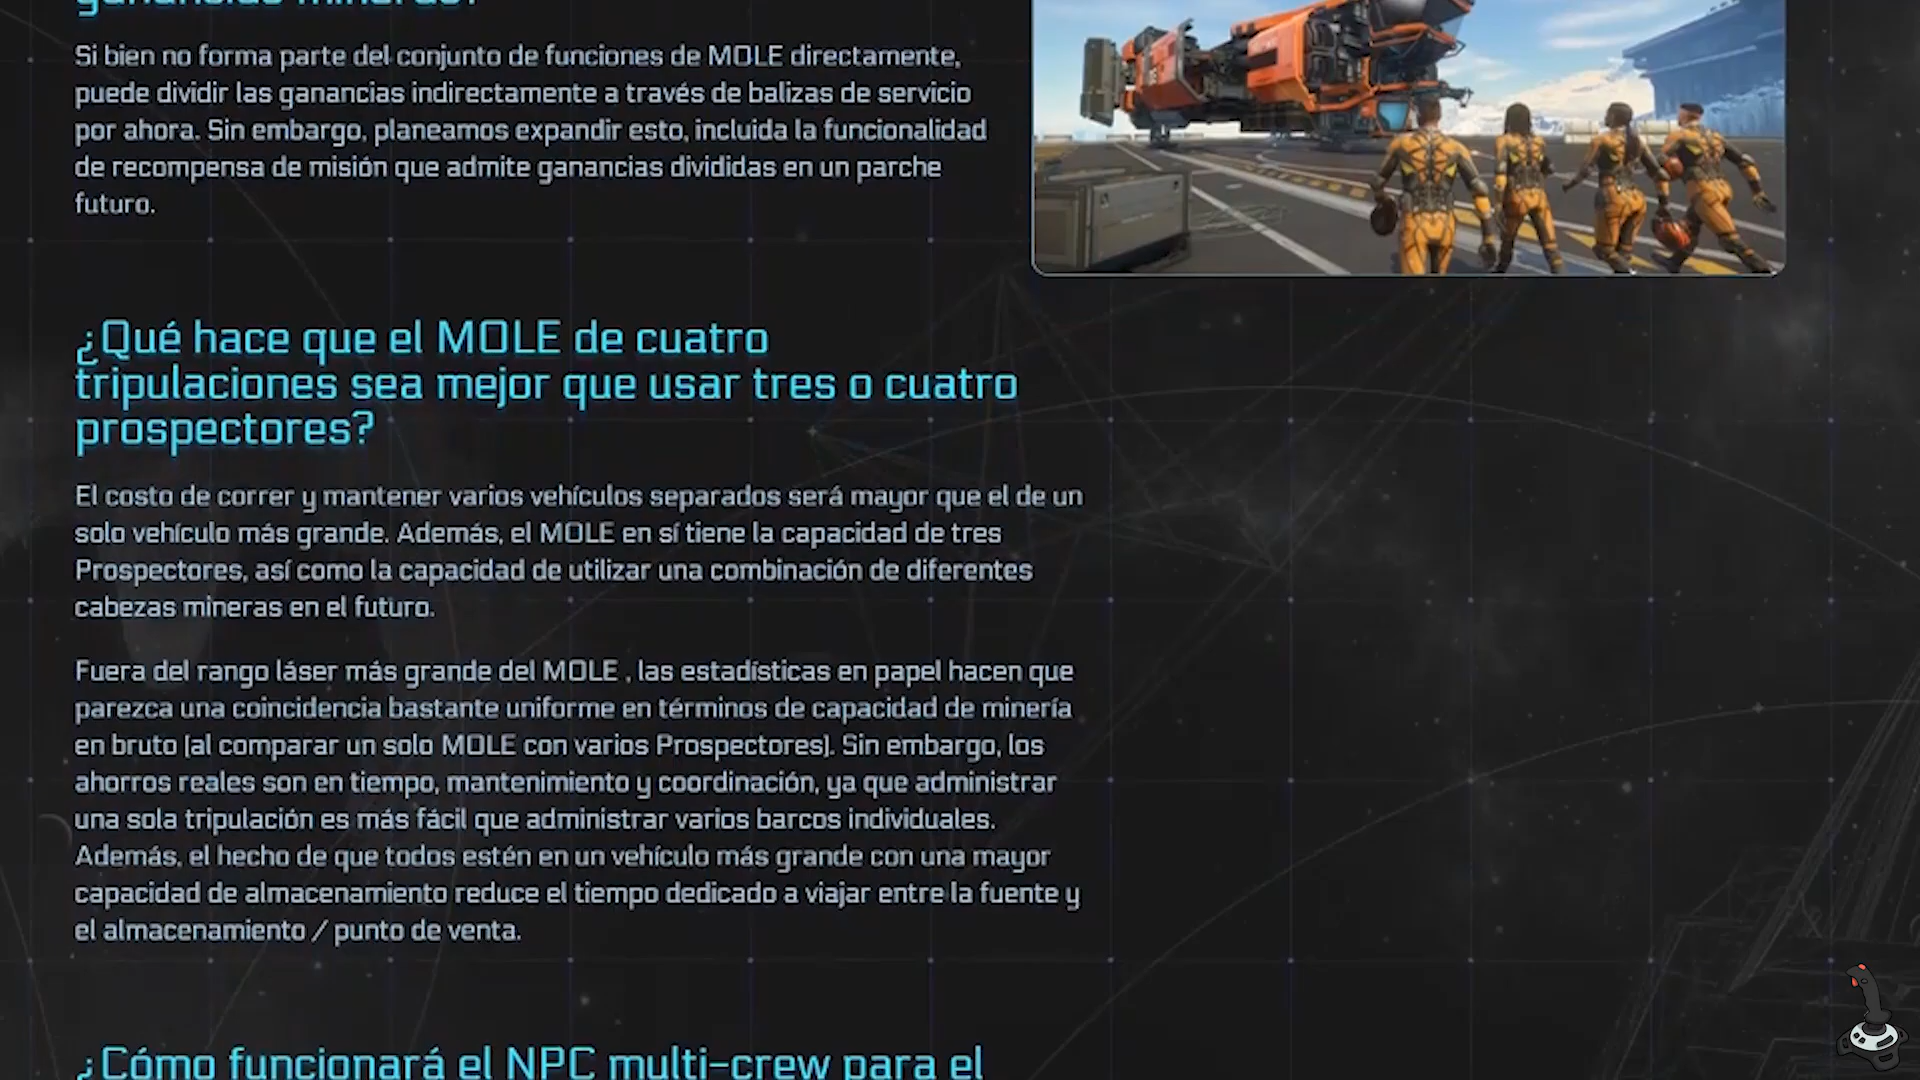 ganancias mineras?
Si bien no forma parte del conjunto de funciones de MOLE directamente,
puede dividir las ganancias indirectamente a través de balizas de servicio
por ahora. Sin embargo, planeamos expandir esto, incluida la funcionalidad
de recompensa de misión que admite ganancias divididas en un parche
futuro.
¿Qué hace que el MOLE de cuatro
tripulaciones sea mejor que usar tres o cuatro
prospectores?
El costo de correr y mantener varios vehículos separados será mayor que el de un
solo vehículo más grande. Además, el MOLE en sí tiene la capacidad de tres
Prospectores, así como la capacidad de utilizar una combinación de diferentes
cabezas mineras en el futuro.
Fuera del rango láser más grande del MOLE , las estadísticas en papel hacen que
parezca una coincidencia bastante uniforme en términos de capacidad de minería
en bruto (al comparar un solo MOLE con varios Prospectores). Sin embargo, los
ahorros reales son en tiempo, mantenimiento y coordinación, ya que administrar
una sola tripulación es más fácil que administrar varios barcos individuales.
Además, el hecho de que todos estén en un vehículo más grande con una mayor
capacidad de almacenamiento reduce el tiempo dedicado a viajar entre la fuente y
el almacenamiento / punto de venta.
¿Cómo funcionará el NPC multi-crew para el